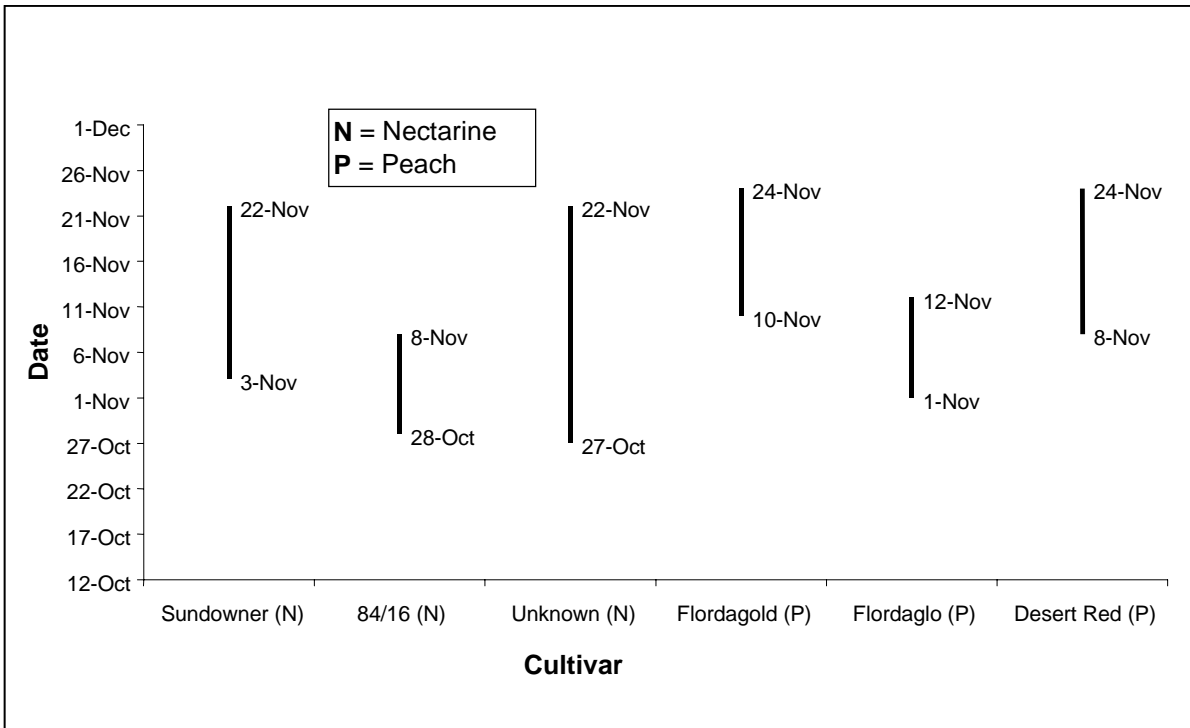 N = Nectarine
P = Peach
Date
1-Dec
26-Nov
21-Nov
16-Nov
11-Nov
6-Nov
1-Nov
27-Oct
22-Oct
17-Oct
12-Oct
22-Nov
3-Nov
8-Nov
28-Oct
22-Nov
27-Oct
24-Nov
10-Nov
12-Nov
1-Nov
24-Nov
8-Nov
Sundowner (N) 84/16 (N) Unknown (N) Flordagold (P) Flordaglo (P) Desert Red (P)
Cultivar